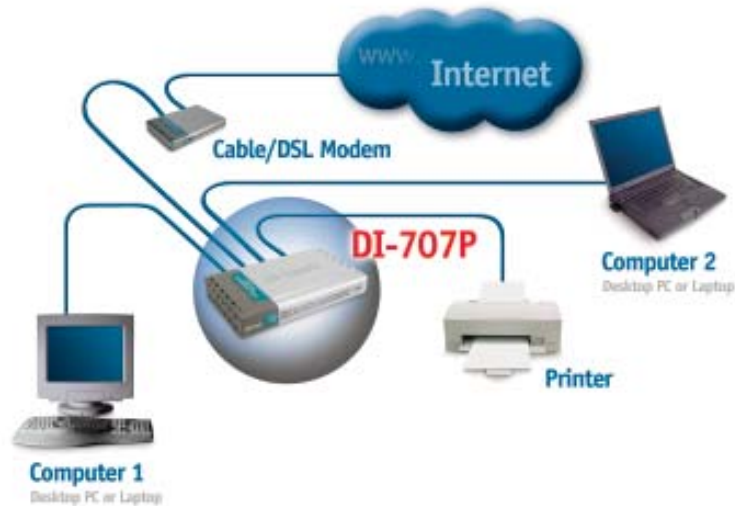 www.
Internet
Cable/DSL Modem
DI-707P
Computer 2
Desktop PC or Laptop
Printer
Computer 1
Desktop PC or Laptop